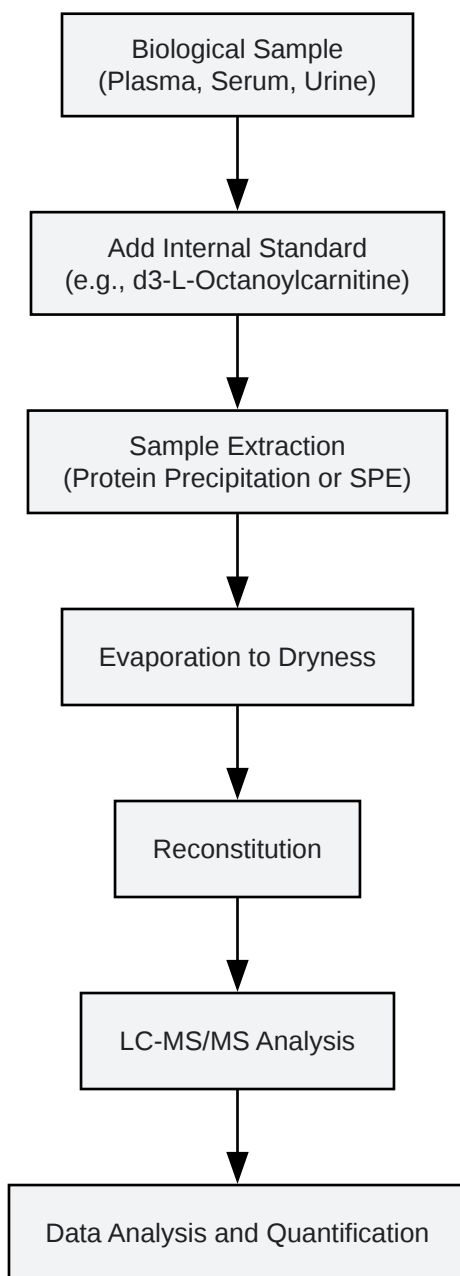 Biological Sample
(Plasma, Serum, Urine)
Add Internal Standard
(e.g., d3-L-Octanoylcarnitine)
Sample Extraction
(Protein Precipitation or SPE)
Evaporation to Dryness
Reconstitution
LC-MS/MS Analysis
Data Analysis and Quantification